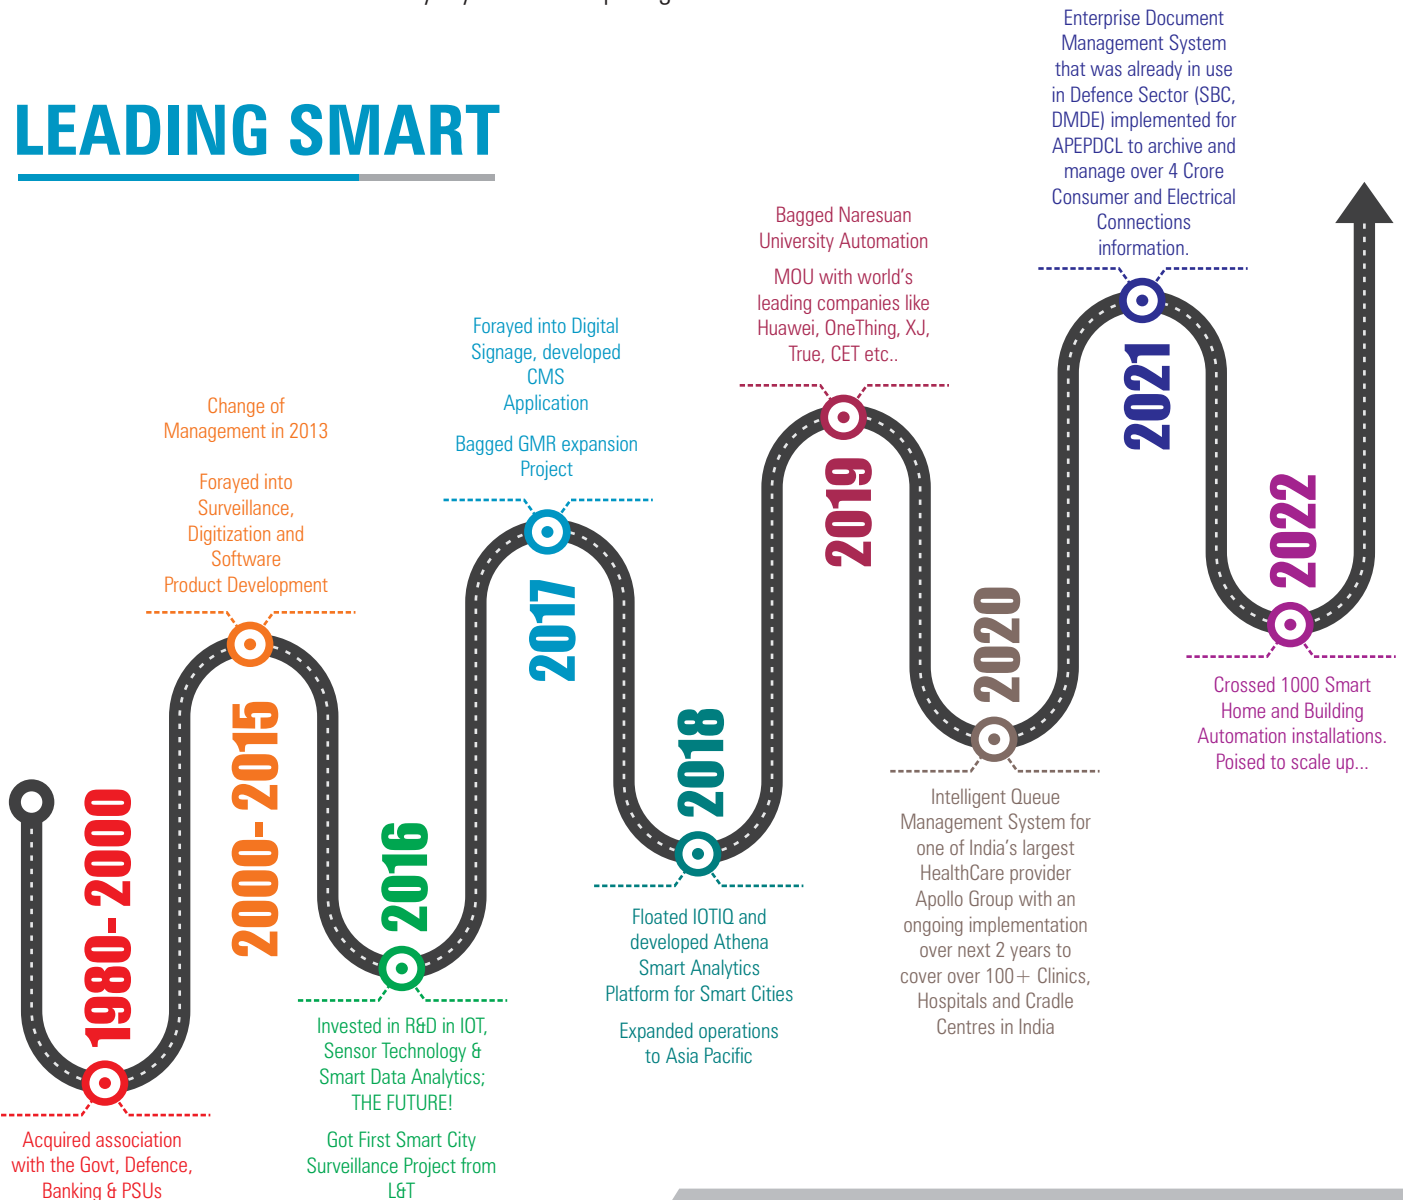 LEADING SMART
1980- 2000
Acquired association
with the Govt, Defence,
Banking & PSUs
Change of
Management in 2013
Forayed into
Surveillance,
Digitization and
Software
Product Development
2000- 2015
2016
Invested in R&D in IOT,
Sensor Technology &
Smart Data Analytics;
THE FUTURE!
Got First Smart City
Surveillance Project from
L&T
Forayed into Digital
Signage, developed
CMS
Application
Bagged GMR expansion
Project
2017
2018
Floated IOTIQ and
developed Athena
Smart Analytics
Platform for Smart Cities
Expanded operations
to Asia Pacific
Bagged Naresuan
University Automation
MOU with world's
leading companies like
Huawei, OneThing, XJ,
True, CET etc..
2019
2020
Intelligent Queue
Management System for
one of India's largest
HealthCare provider
Apollo Group with an
ongoing implementation
over next 2 years to
cover over 100+ Clinics,
Hospitals and Cradle
Centres in India
Enterprise Document
Management System
that was already in use
in Defence Sector (SBC,
DMDE) implemented for
APEPDCL to archive and
manage over 4 Crore
Consumer and Electrical
Connections
information.
2021
2022
Crossed 1000 Smart
Home and Building
Automation installations.
Poised to scale up...